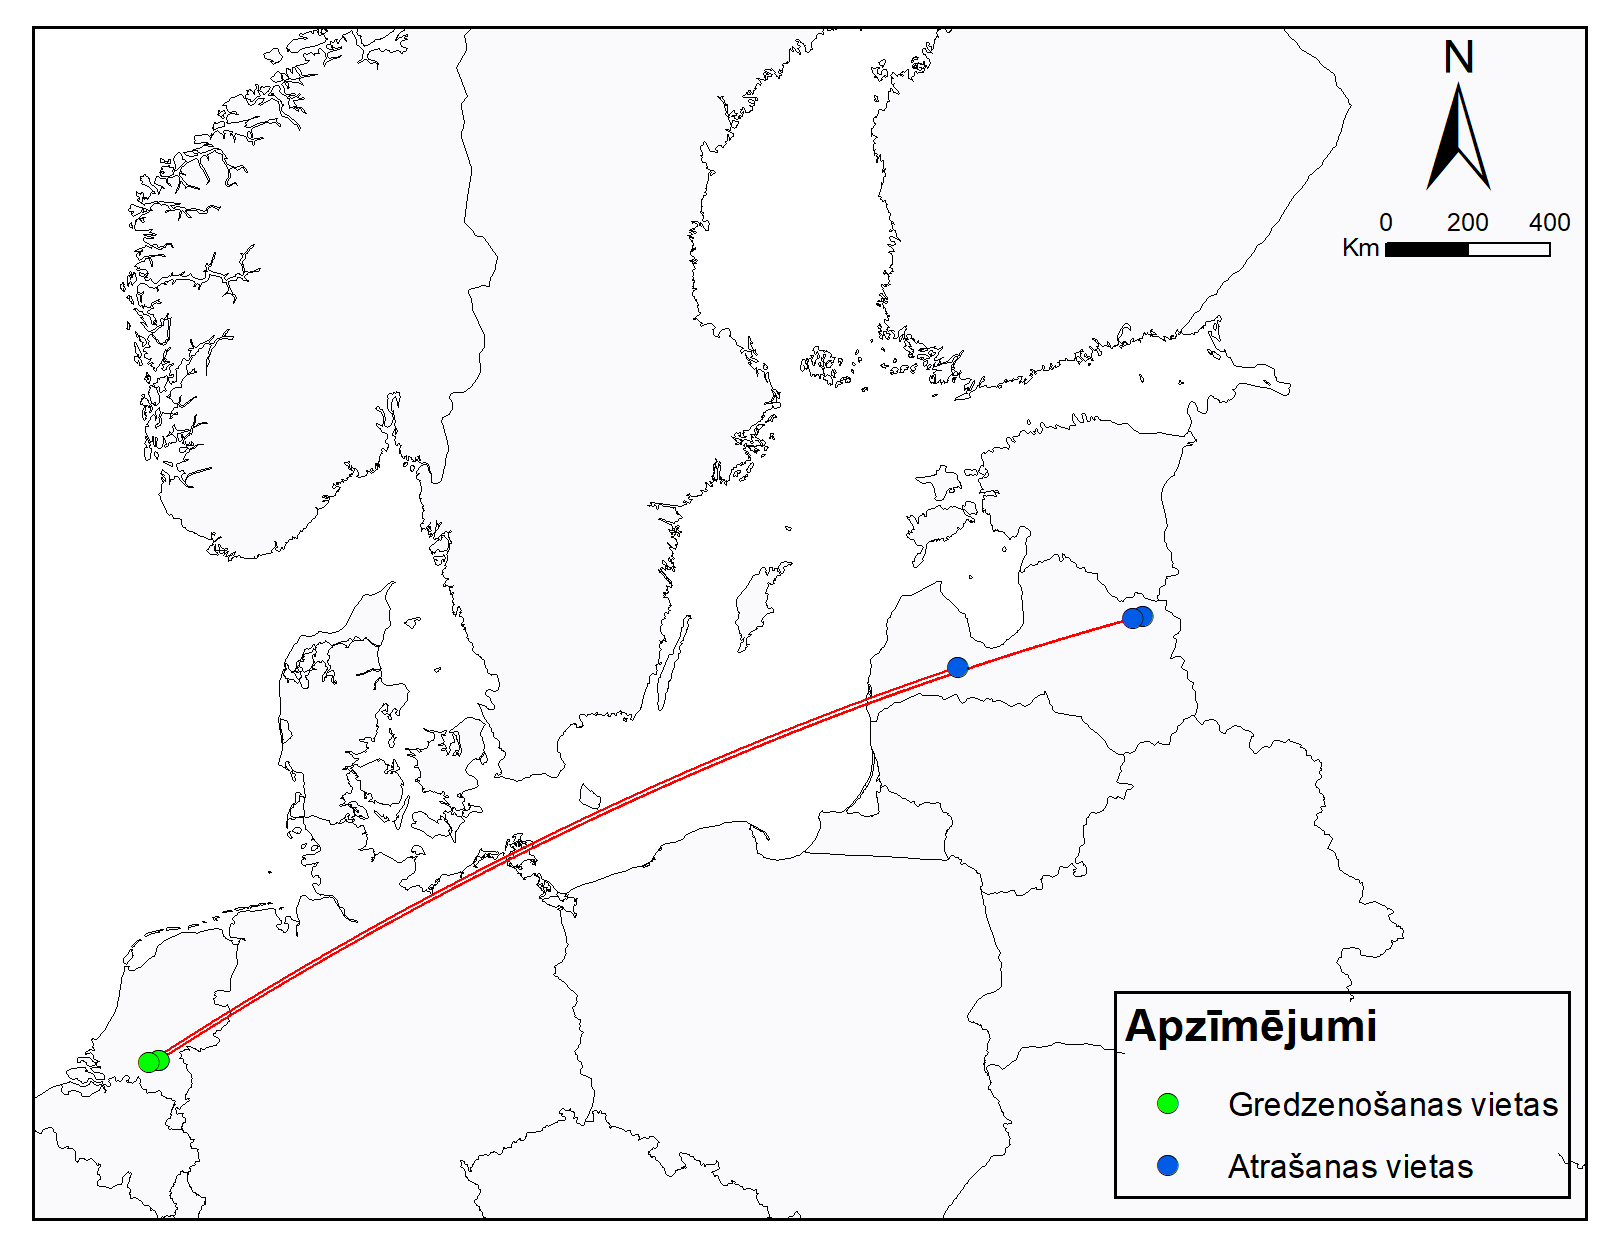 N
0 200 400
Km
Apzīmējumi
Gredzenošanas vietas
Atrašanas vietas